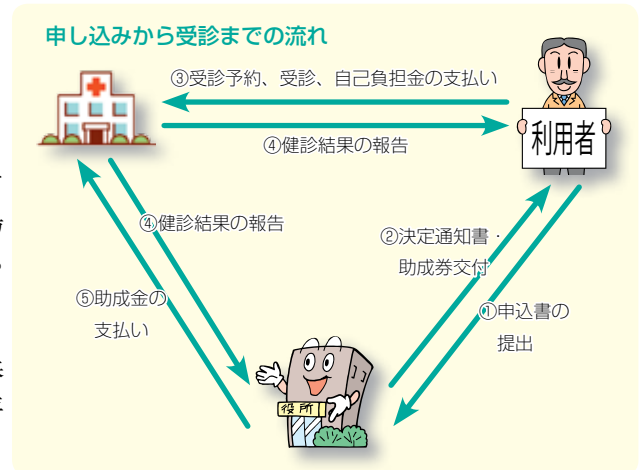 申し込みから受診までの流れ
③受診予約、受診、自己負担金の支払い
利用者
④健診結果の報告
④健診結果の報告
②決定通知書・
助成券交付
⑤助成金の
支払い
①申込書の
提出
役所